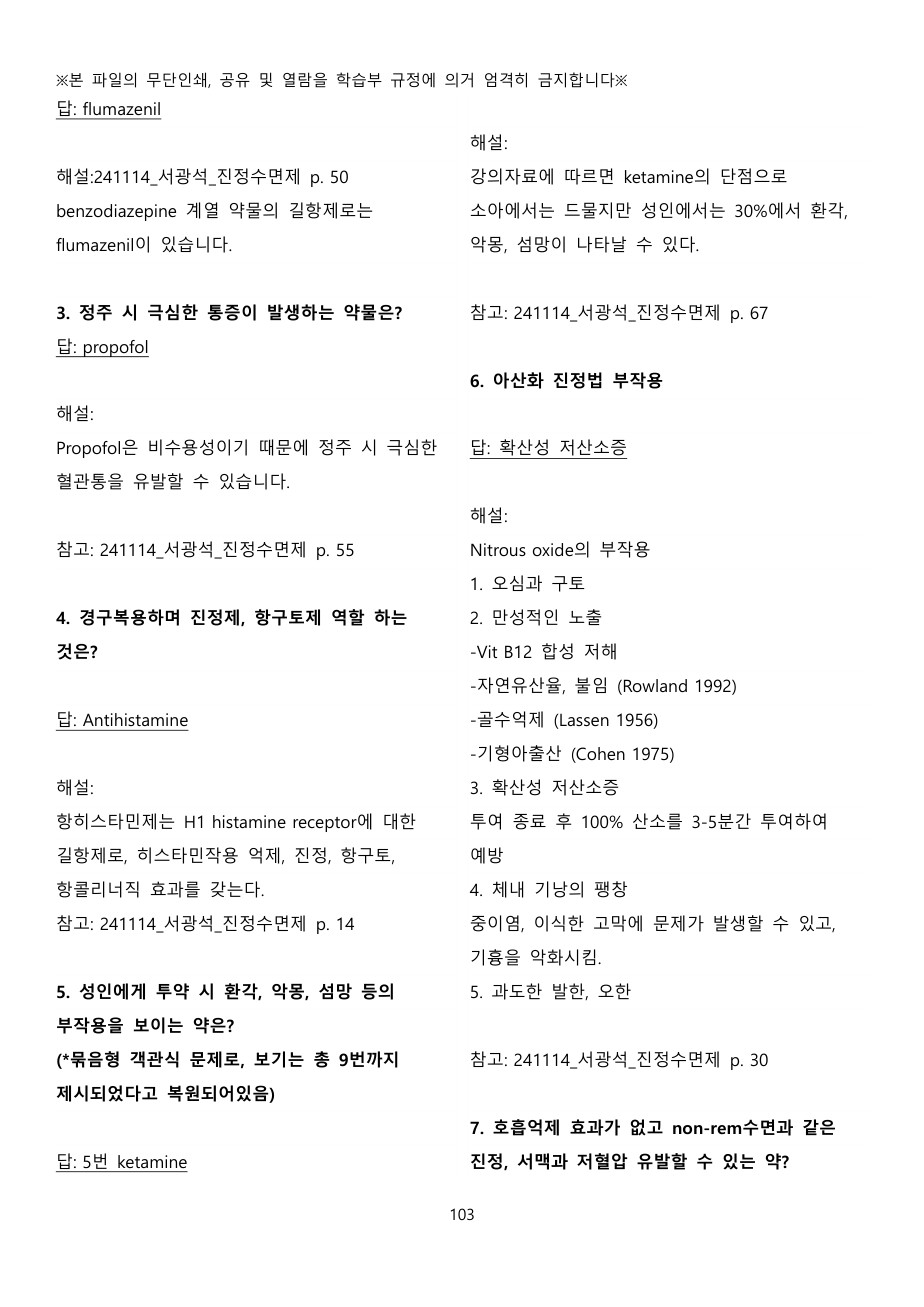 ※본 파일의 무단인쇄, 공유 및 열람을 학습부 규정에 의거 엄격히 금지합니다※
답: flumazenil
해설:241114_서광석_진정수면제 p. 50
benzodiazepine 계열 약물의 길항제로는
flumazenil이 있습니다.
3. 정주 시 극심한 통증이 발생하는 약물은?
답: propofol
해설:
Propofol은 비수용성이기 때문에 정주 시 극심한
혈관통을 유발할 수 있습니다.
참고: 241114_서광석_진정수면제 p. 55
4. 경구복용하며 진정제, 항구토제 역할 하는
것은?
답: Antihistamine
해설:
항히스타민제는 H1 histamine receptor에 대한
길항제로, 히스타민작용 억제, 진정, 항구토,
항콜리너직 효과를 갖는다.
참고: 241114_서광석_진정수면제 p. 14
5. 성인에게 투약 시 환각, 악몽, 섬망 등의
부작용을 보이는 약은?
(*묶음형 객관식 문제로, 보기는 총 9번까지
제시되었다고 복원되어있음)
답: 5번 ketamine
해설:
강의자료에 따르면 ketamine의 단점으로
소아에서는 드물지만 성인에서는 30%에서 환각,
악몽, 섬망이 나타날 수 있다.
참고: 241114_서광석_진정수면제 p. 67
6. 아산화 진정법 부작용
답: 확산성 저산소증
해설:
Nitrous oxide의 부작용
1. 오심과 구토
2. 만성적인 노출
-Vit B12 합성 저해
-자연유산율, 불임 (Rowland 1992)
-골수억제 (Lassen 1956)
-기형아출산 (Cohen 1975)
3. 확산성 저산소증
투여 종료 후 100% 산소를 3-5분간 투여하여
예방
4. 체내 기낭의 팽창
중이염, 이식한 고막에 문제가 발생할 수 있고,
기흉을 악화시킴.
5. 과도한 발한, 오한
참고: 241114_서광석_진정수면제 p. 30
7. 호흡억제 효과가 없고 non-rem수면과 같은
진정, 서맥과 저혈압 유발할 수 있는 약?
103